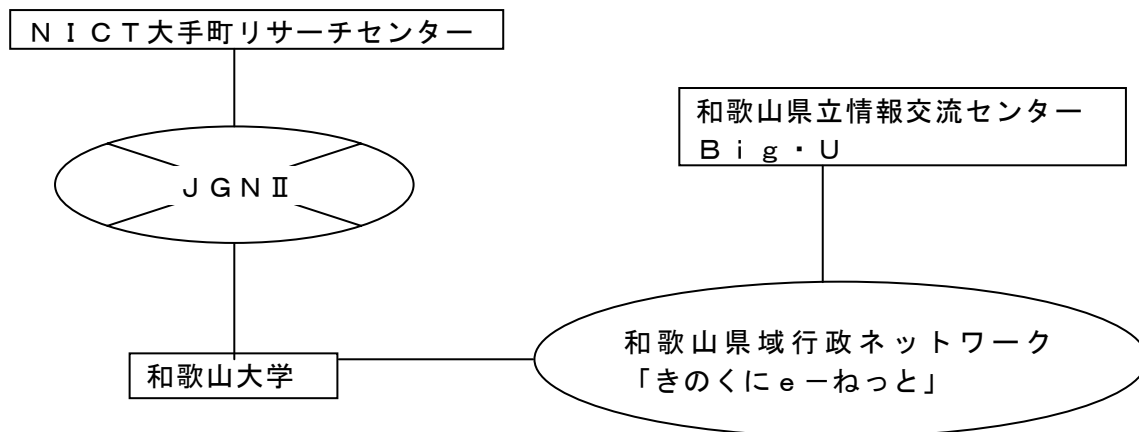 ＮＩＣＴ大手町リサーチセンター
和歌山県立情報交流センター
Ｂｉｇ・Ｕ
ＪＧＮⅡ
和歌山県域行政ネットワーク
「きのくにｅ－ねっと」
和歌山大学